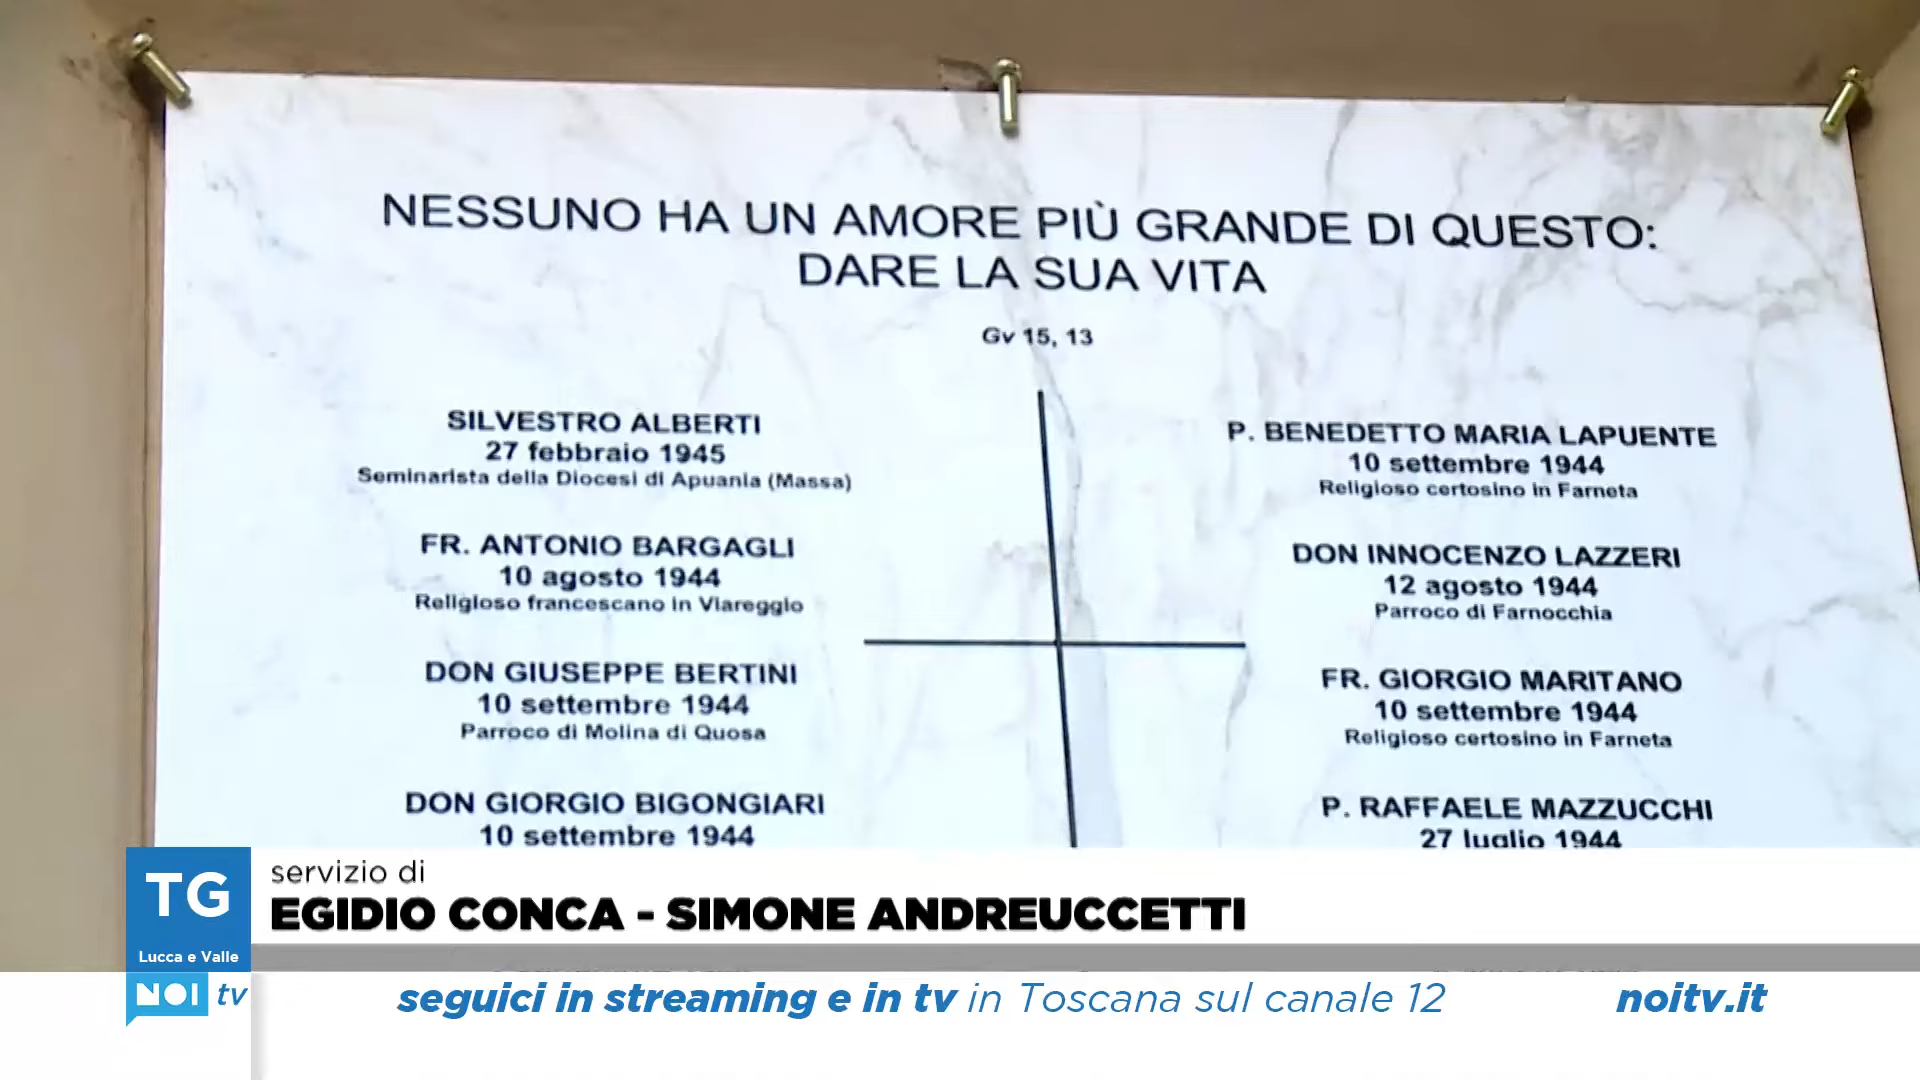 NESSUNO HA UN AMORE PIÙ GRANDE DI QUESTO:
DARE LA SUA VITA
Gv 15, 13
SILVESTRO ALBERTI
27 febbraio 1945
Seminarista della Diocesi di Apuania (Massa)
FR. ANTONIO BARGAGLI
10 agosto 1944
Religioso francescano in Viareggio
DON GIUSEPPE BERTINI
10 settembre 1944
Parroco di Molina di Quosa
DON GIORGIO BIGONGIARI
10 settembre 1944
P. BENEDETTO MARIA LAPUENTE
10 settembre 1944
Religioso certosino in Farneta
DON INNOCENZO LAZZERI
12 agosto 1944
Parroco di Farnocchia
FR. GIORGIO MARITANO
10 settembre 1944
Religioso certosino in Farneta
P. RAFFAELE MAZZUCCHI
27 luglio 1944
TG
Lucca e Valle
servizio di
EGIDIO CONCA - SIMONE ANDREUCCETTI
NOI tv
seguici in streaming e in tv in Toscana sul canale 12
noitv.it